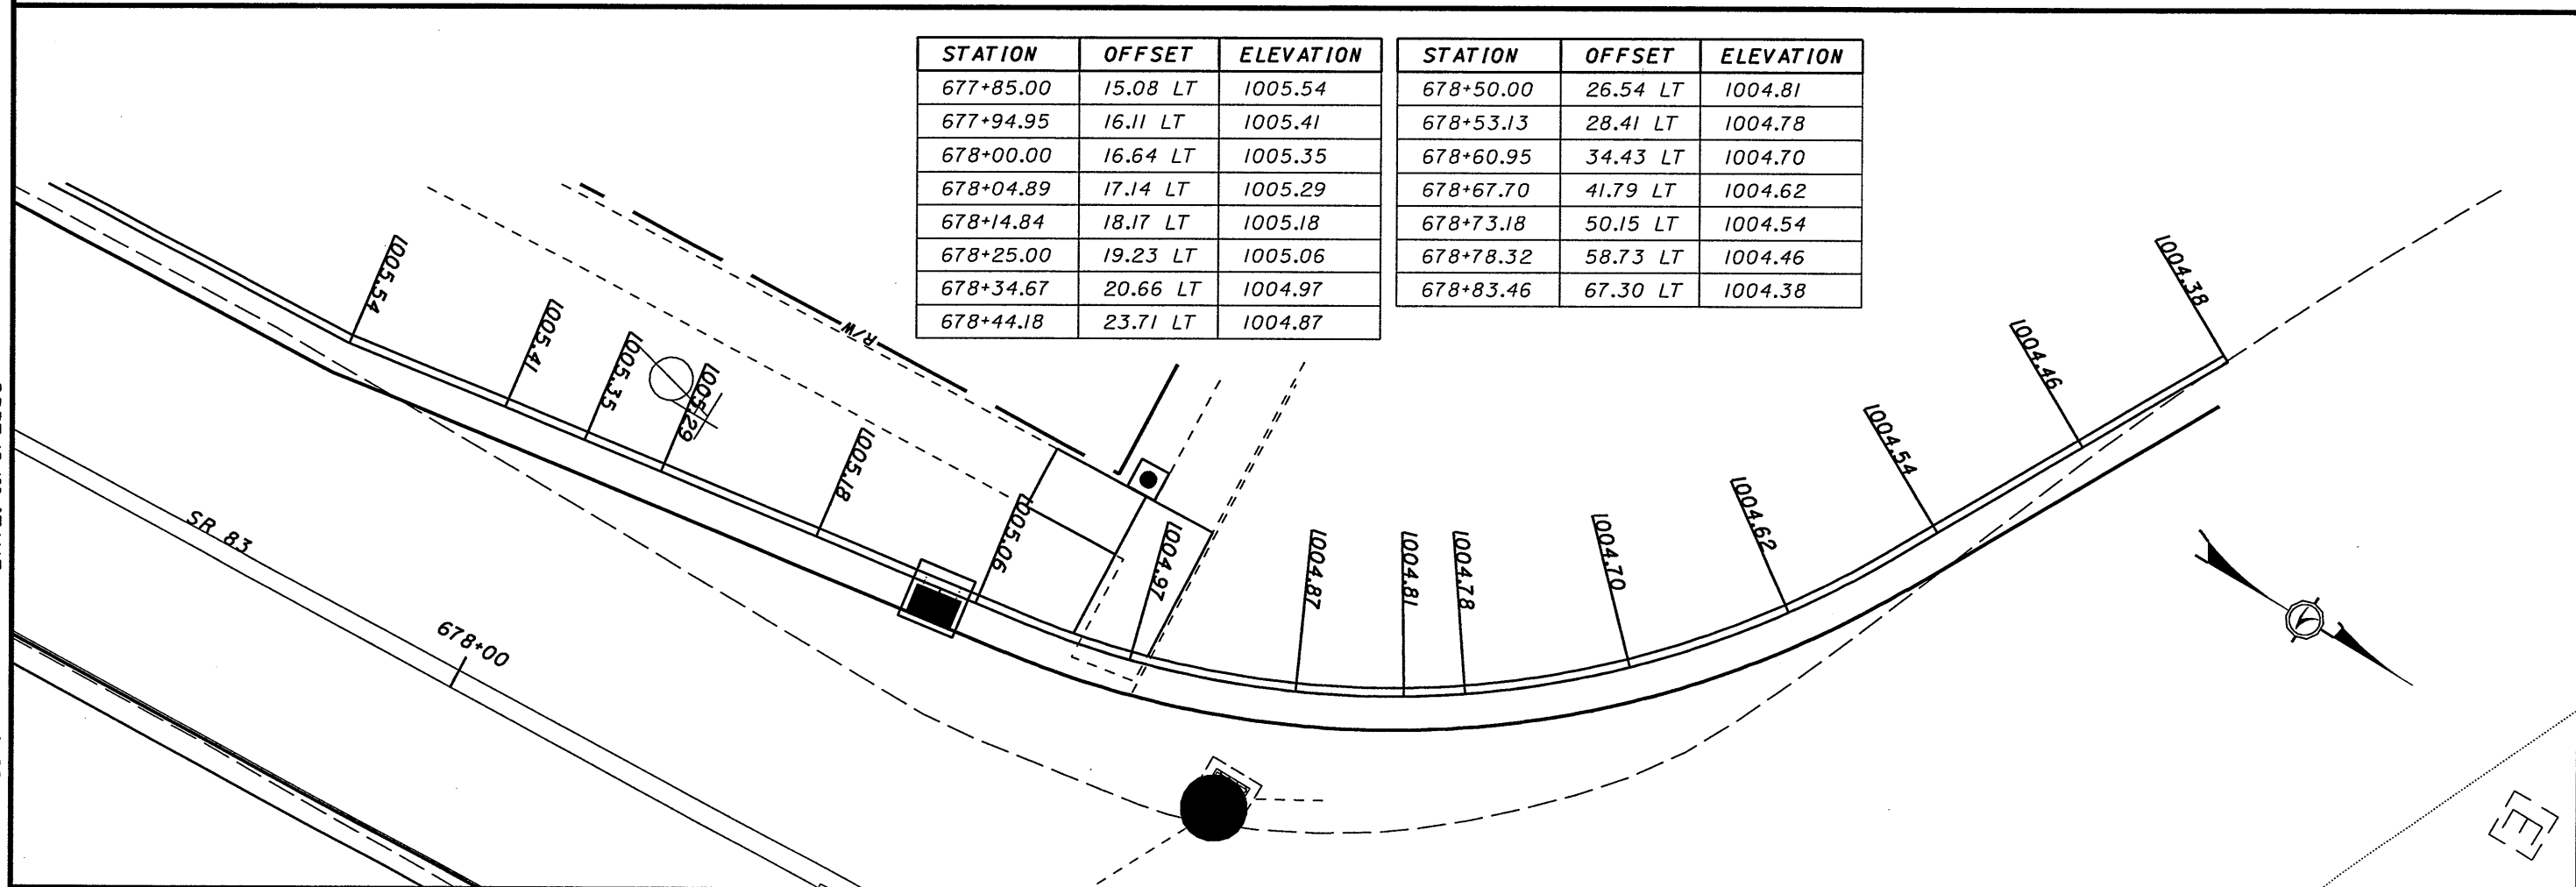 STATION OFFSET ELEVATION
677+85.00 15.08 LT 1005.54
677+94.95 16.11 LT 1005.41
678+00.00 16.64 LT 1005.35
678+04.89 17.14 LT 1005.29
678+14.84 18.17 LT 1005.18
678+25.00 19.23 LT 1005.06
678+34.67 20.66 LT 1004.97
678+44.18 23.71 LT 1004.87
STATION OFFSET ELEVATION
678+50.00 26.54 LT 1004.81
678+53.13 28.41 LT 1004.78
678+60.95 34.43 LT 1004.70
678+67.70 41.79 LT 1004.62
678+73.18 50.15 LT 1004.54
678+78.32 58.73 LT 1004.46
678+83.46 67.30 LT 1004.38
1005.54
1005.41
1005.35
1005.29
1005.18
1005.06
1004.97
1004.87
1004.81
1004.78
1004.70
1004.62
1004.54
1004.46
1004.38
R/W
SR 83
678+00
E